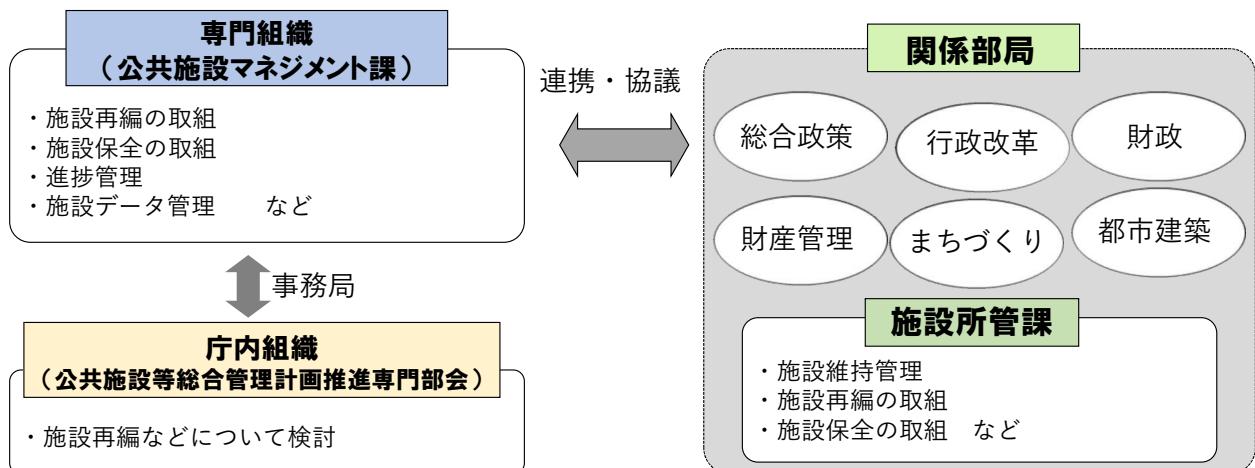 専門組織
（公共施設マネジメント課）
・施設再編の取組
・施設保全の取組
・進捗管理
・施設データ管理　　など
事務局
庁内組織
（公共施設等総合管理計画推進専門部会）
・施設再編などについて検討
連携・協議
関係部局
総合政策
行政改革
財政
財産管理
まちづくり
都市建築
施設所管課
・施設維持管理
・施設再編の取組
・施設保全の取組　など